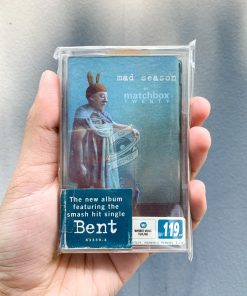 mad season
by
matchbox
TWENTY
The new album
featuring the
smash hit single
Bent
119